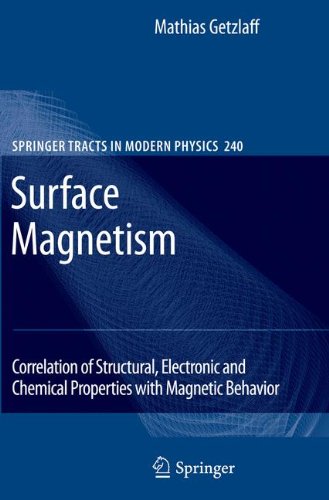 Mathias Getzlaff
SPRINGER TRACTS IN MODERN PHYSICS 240
Surface
Magnetism
Correlation of Structural, Electronic and
Chemical Properties with Magnetic Behavior
Springer